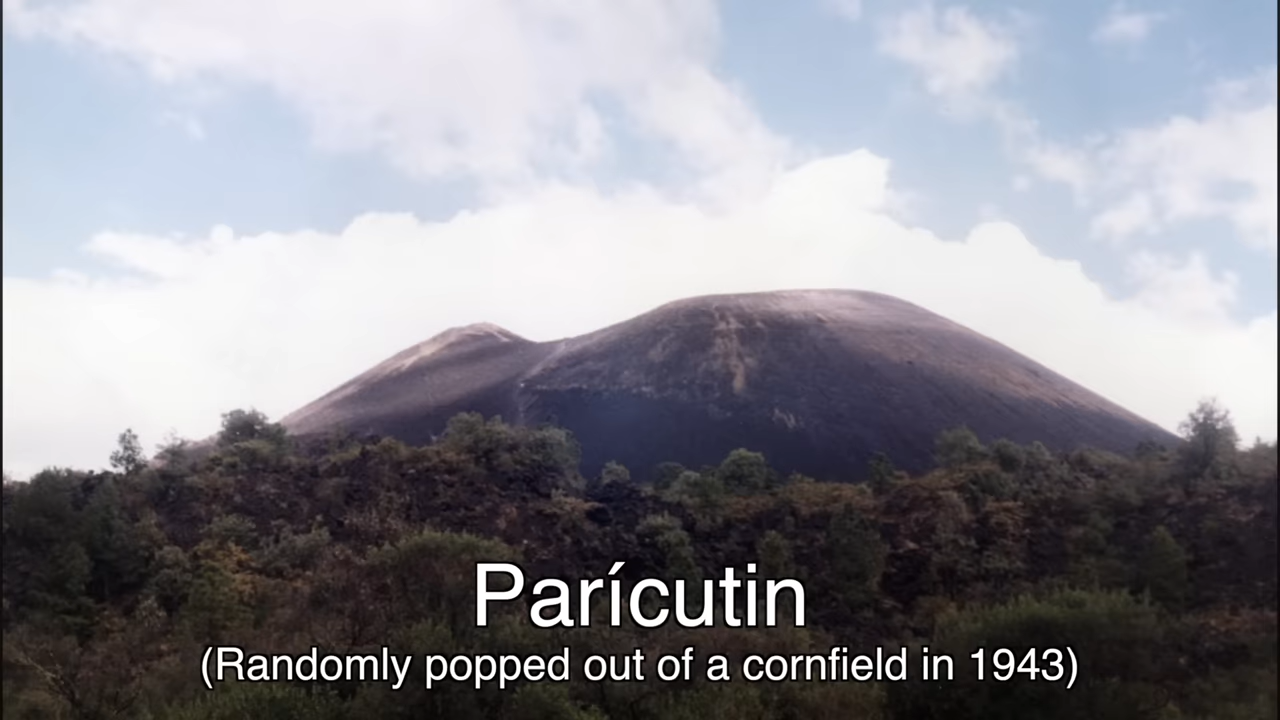 Parícutin
(Randomly popped out of a cornfield in 1943)